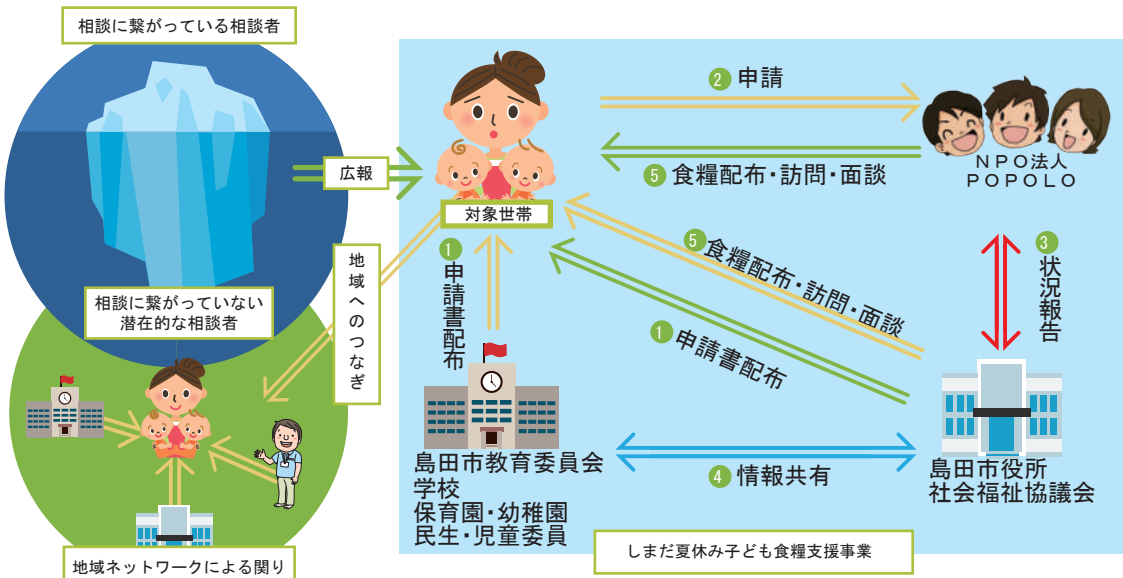 相談に繋がっている相談者
広報
相談に繋がっていない
潜在的な相談者
地域へのつなぎ
地域ネットワークによる関り
対象世帯
2 申請
5 食糧配布・訪問・面談
NPO法人
POPOLO
1 申請書配布
5 食糧配布・訪問・面談
1 申請書配布
3 状況報告
島田市教育委員会
学校
保育園・幼稚園
民生・児童委員
4 情報共有
島田市役所
社会福祉協議会
しまだ夏休み子ども食糧支援事業